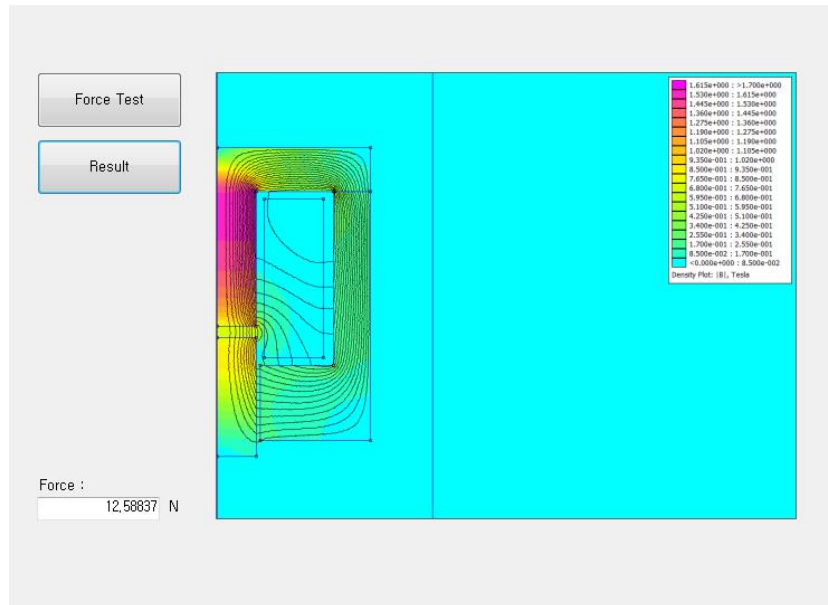 Force Test
Result
1.615e+000 : >1.700e+000
1.530e+000 : 1.615e+000
1.445e+000 : 1.530e+000
1.360e+000 : 1.445e+000
1.275e+000 : 1.360e+000
1.190e+000 : 1.275e+000
1.105e+000 : 1.190e+000
1.020e+000 : 1.105e+000
9.350e-001 : 1.020e+000
8.500e-001 : 9.350e-001
7.650e-001 : 8.500e-001
6.800e-001 : 7.650e-001
5.950e-001 : 6.800e-001
5.100e-001 : 5.950e-001
4.250e-001 : 5.100e-001
3.400e-001 : 4.250e-001
2.550e-001 : 3.400e-001
1.700e-001 : 2.550e-001
8.500e-002 : 1.700e-001
<0.000e+000 : 8.500e-002
Density Plot: |B|, Tesla
Force :
12,58837 N